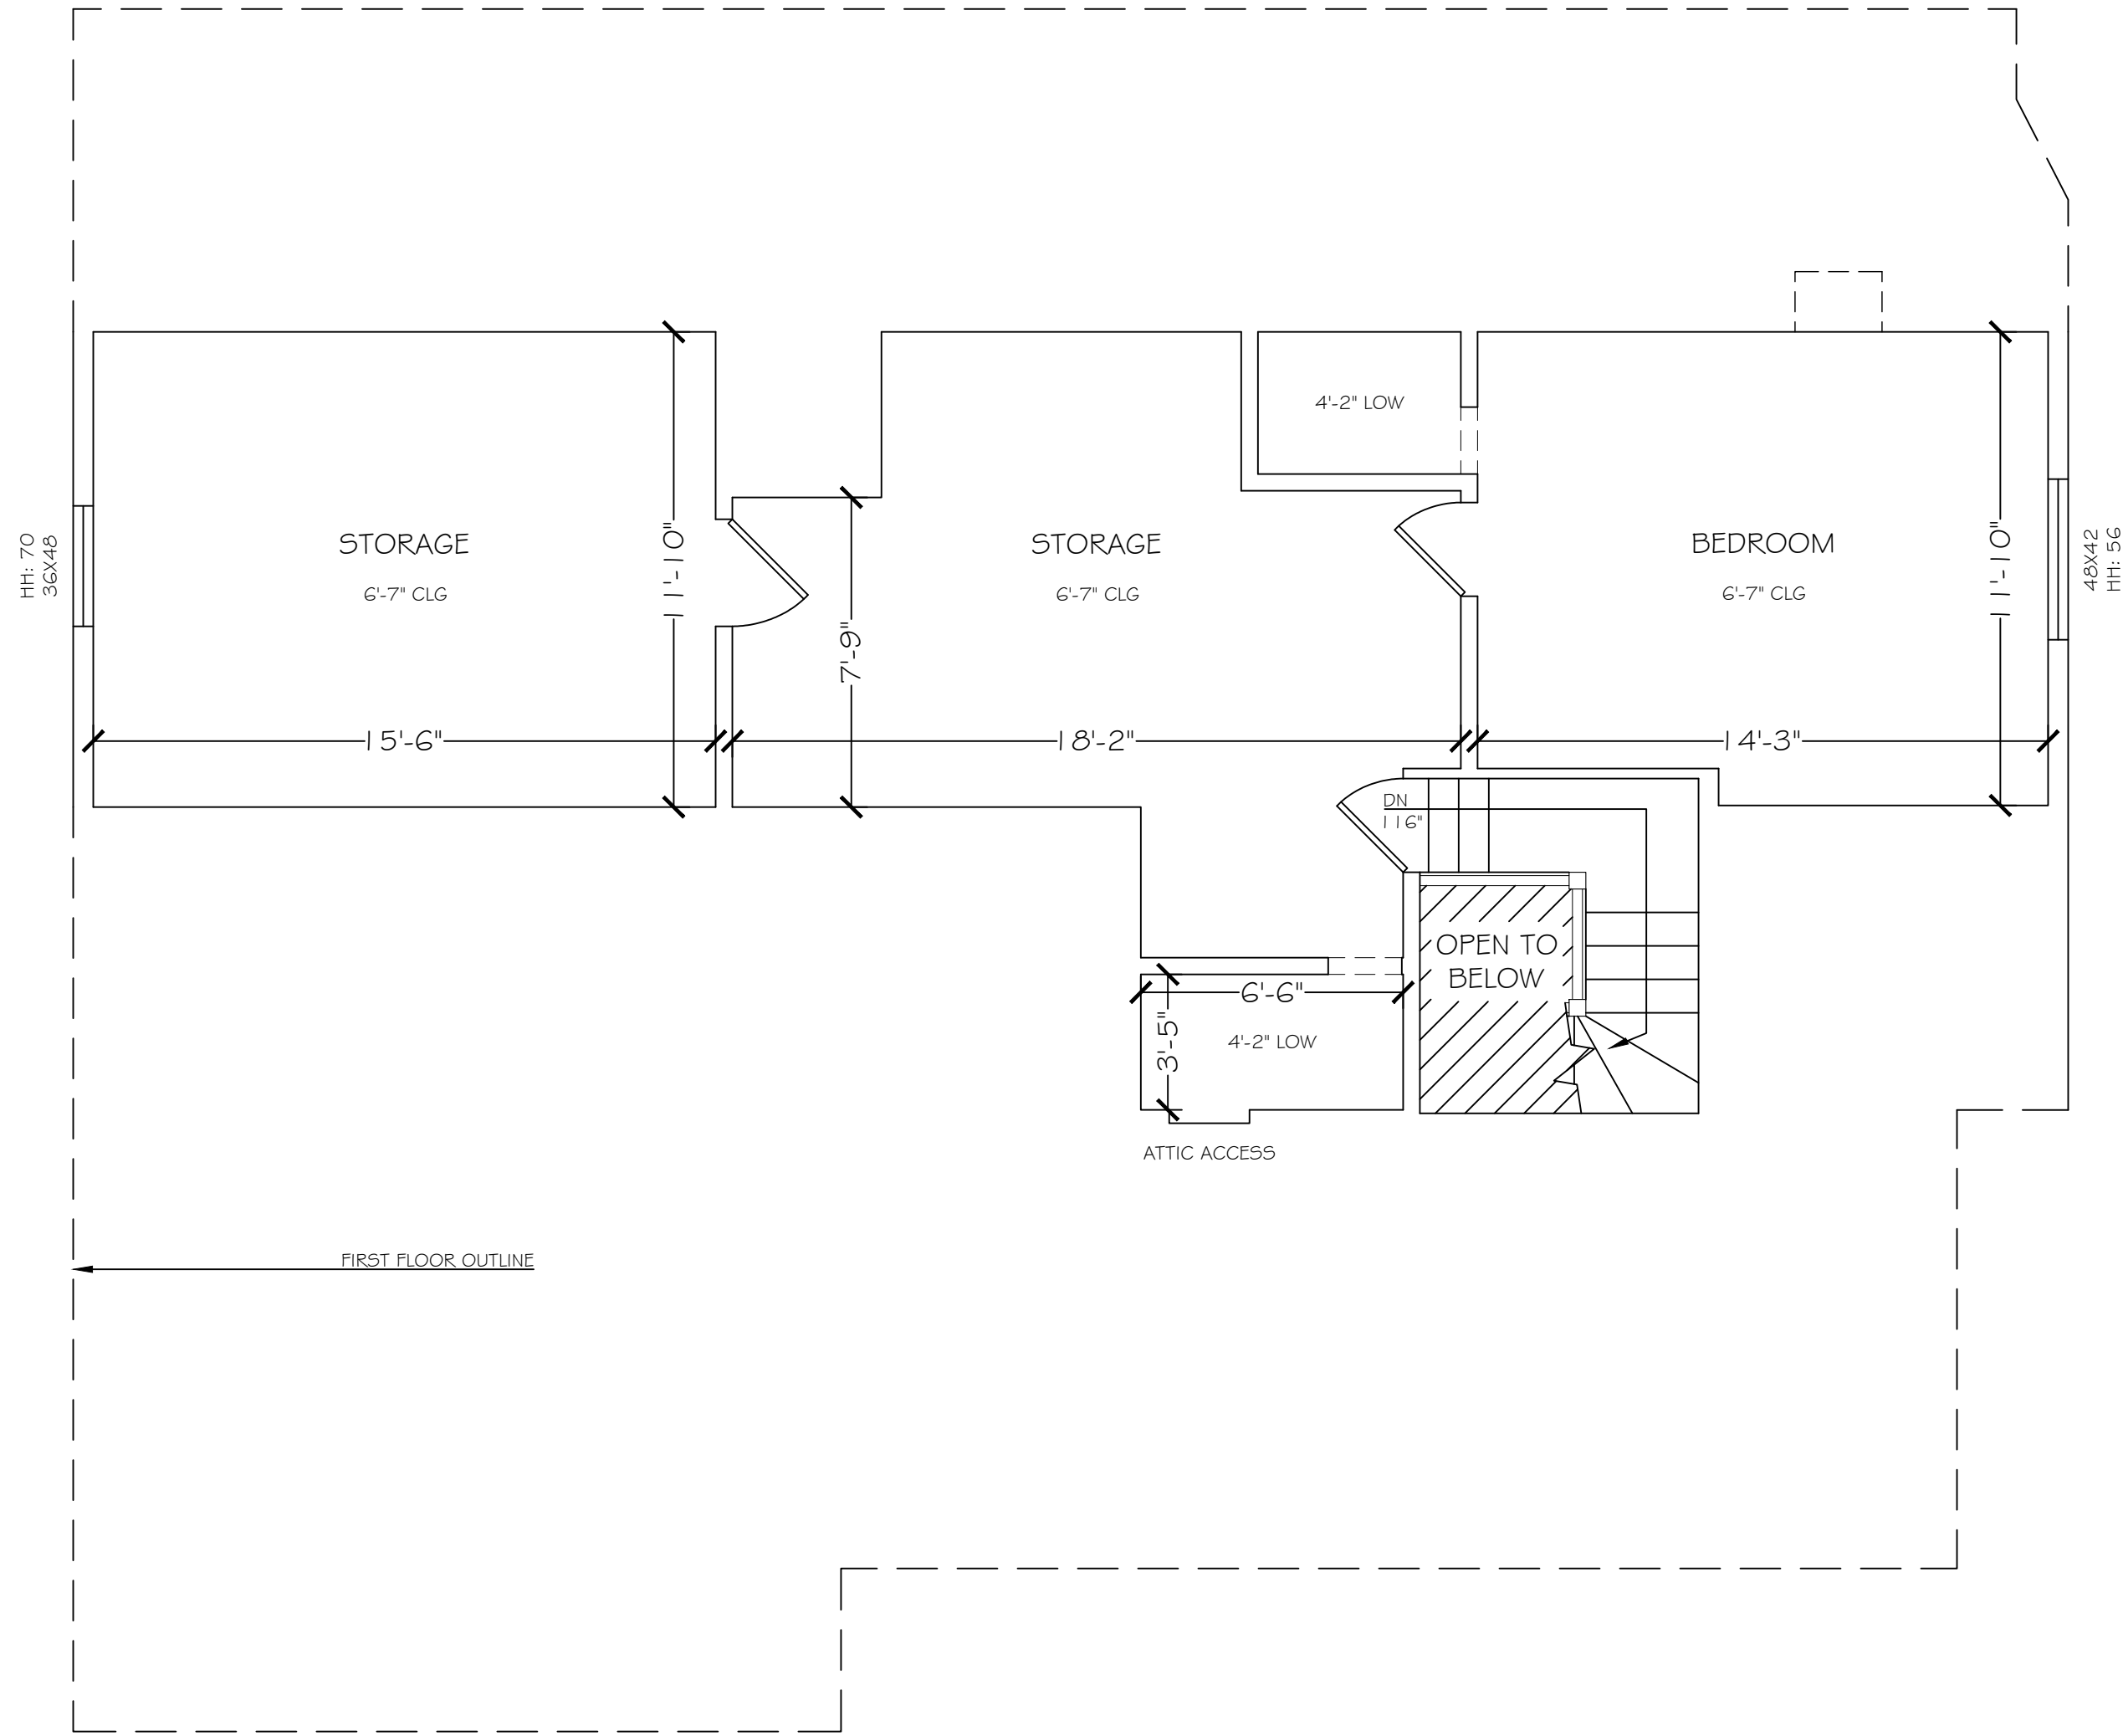 4'-2" LOW
HH: 70
36X48
STORAGE
6'-7" CLG
11'-10"
7'-9"
STORAGE
6'-7" CLG
BEDROOM
6'-7" CLG
11'-10"
48X42
HH: 56
15'-6"
18'-2"
14'-3"
DN
116"
OPEN TO
BELOW
6'-6"
3'-5"
4'-2" LOW
ATTIC ACCESS
FIRST FLOOR OUTLINE